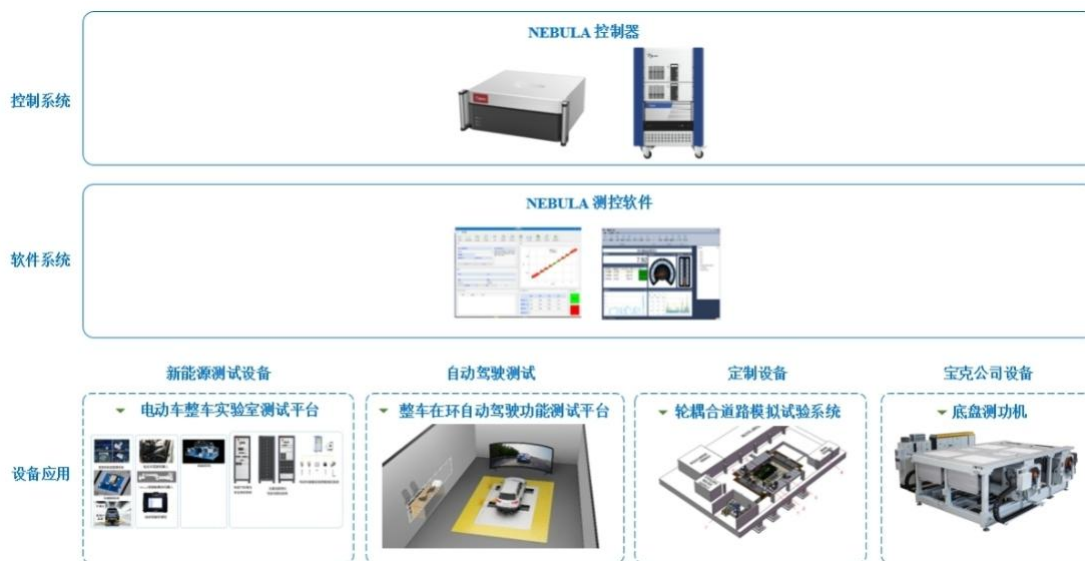 NEBULA 控制器
控制系统
NEBULA 测控软件
软件系统
新能源测试设备
自动驾驶测试
定制设备
宝克公司设备
电动车整车实验室测试平台
整车在环自动驾驶功能测试平台
轮耦合道路模拟试验系统
底盘测功机
设备应用